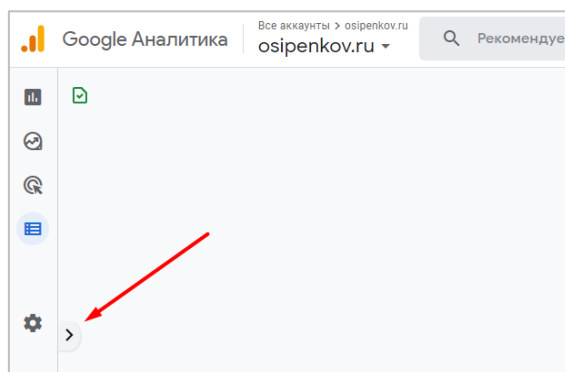 Google Аналитика
Все аккаунты > osipenkov.ru
osipenkov.ru
Рекомендуе